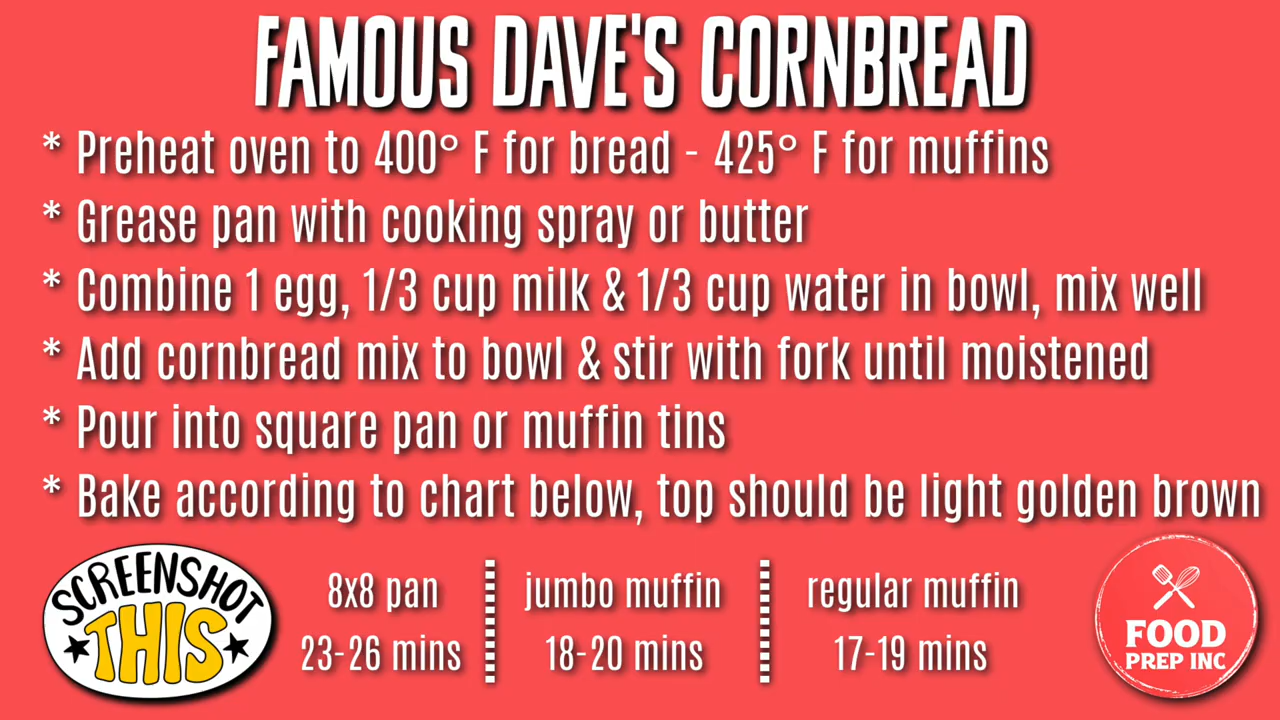 FAMOUS DAVE'S CORNBREAD
* Preheat oven to 400° F for bread - 425° F for muffins
* Grease pan with cooking spray or butter
* Combine 1 egg, 1/3 cup milk & 1/3 cup water in bowl, mix well
* Add cornbread mix to bowl & stir with fork until moistened
* Pour into square pan or muffin tins
* Bake according to chart below, top should be light golden brown
SCREENSHOT
THIS
8x8 pan
23-26 mins
jumbo muffin
18-20 mins
regular muffin
17-19 mins
FOOD
PREP INC